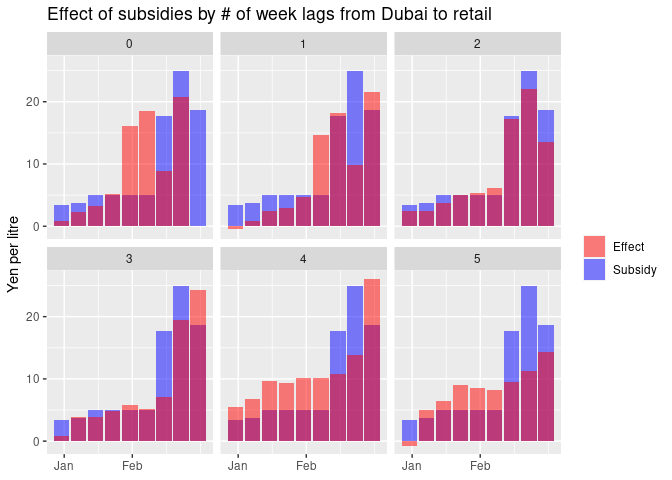 Effect of subsidies by # of week lags from Dubai to retail
0 1 2
20
10
0
Yen per litre
Effect
Subsidy
3 4 5
20
10
0
Jan Feb Jan Feb Jan Feb